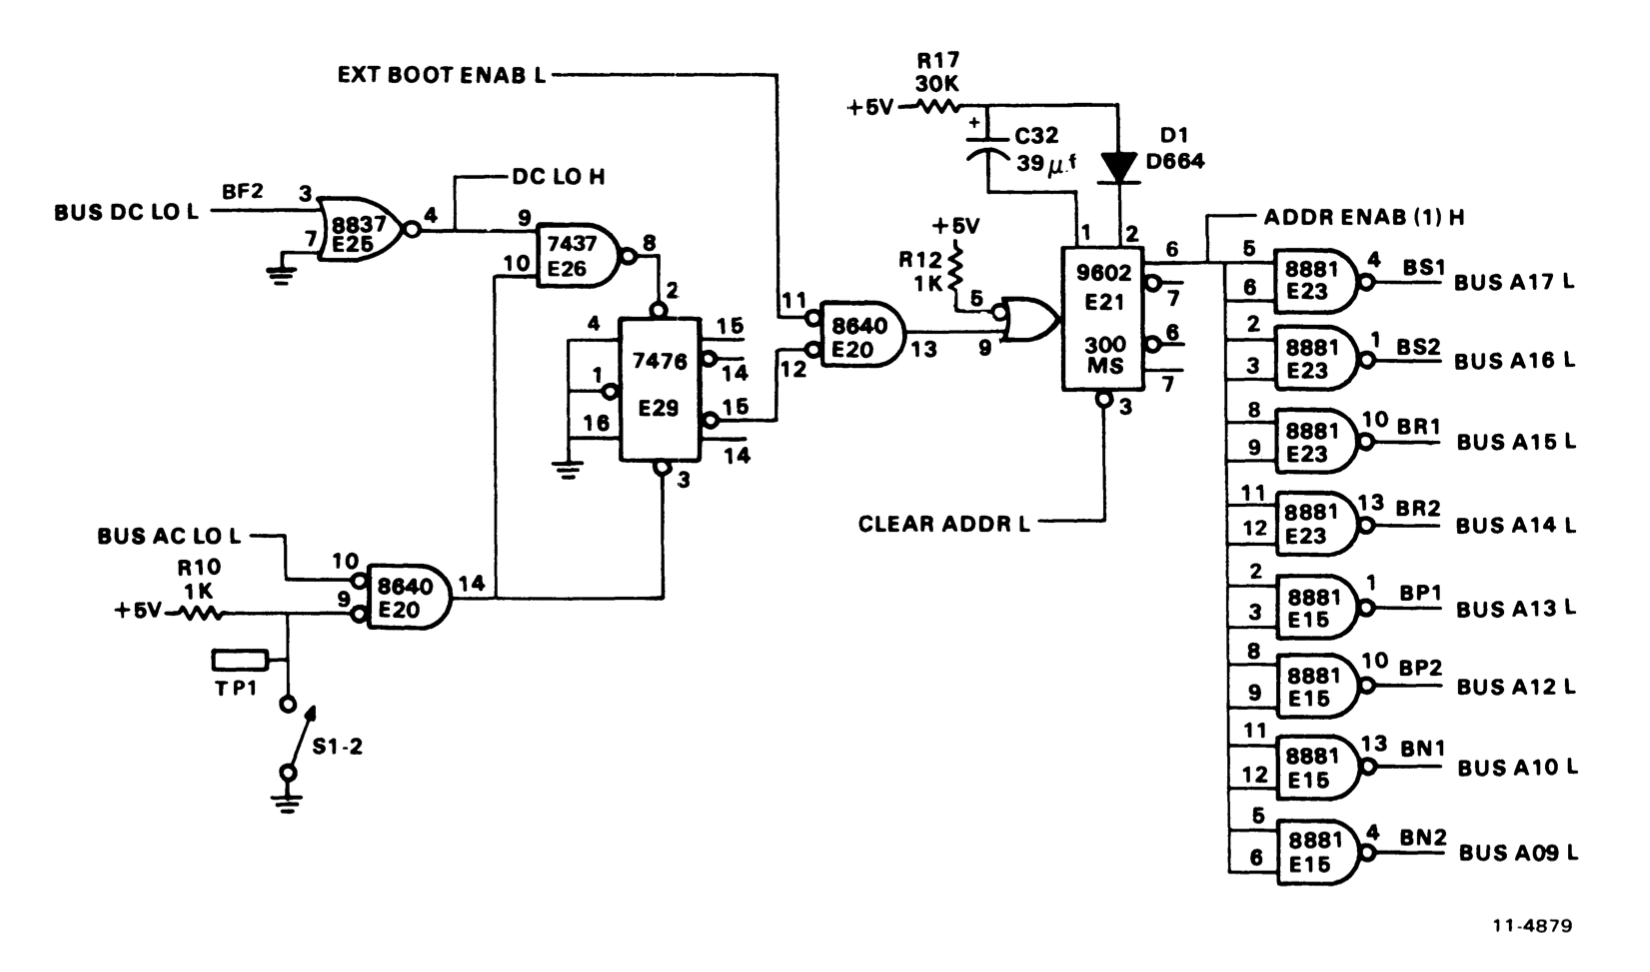 R17
30K
+5V
EXT BOOT ENAB L
+
C32
39μ.f
D1
D664
BUS DC LO L
BF2
3
7
8837
E25
4
DC LO H
9
10
7437
E26
8
2
4
1
16
7476
E29
15
14
15
14
3
11
12
8640
E20
13
+5V
R12
1K
5
9
1
2
9602
E21
300
MS
6
7
6
7
3
CLEAR ADDR L
ADDR ENAB (1) H
BUS AC LO L
R10
1K
+5V
10
9
8640
E20
14
TP1
S1-2
5
6
8881
E23
4
BS1
BUS A17 L
2
3
8881
E23
1
BS2
BUS A16 L
8
9
8881
E23
10
BR1
BUS A15 L
11
12
8881
E23
13
BR2
BUS A14 L
2
3
8881
E15
1
BP1
BUS A13 L
8
9
8881
E15
10
BP2
BUS A12 L
11
12
8881
E15
13
BN1
BUS A10 L
5
6
8881
E15
4
BN2
BUS A09 L
11-4879